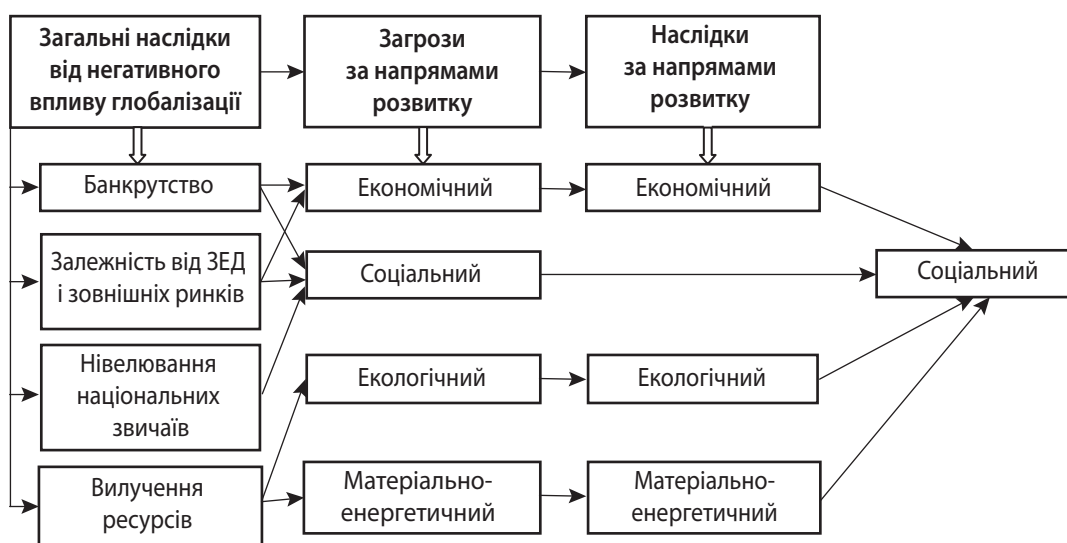 Загальні наслідки
від негативного
впливу глобалізації
Загрози
за напрямами
розвитку
Наслідки
за напрямами
розвитку
Банкрутство
Економічний
Економічний
Залежність від ЗЕД
і зовнішніх ринків
Соціальний
Соціальний
Нівелювання
національних
звичаїв
Екологічний
Екологічний
Вилучення
ресурсів
Матеріально-
енергетичний
Матеріально-
енергетичний